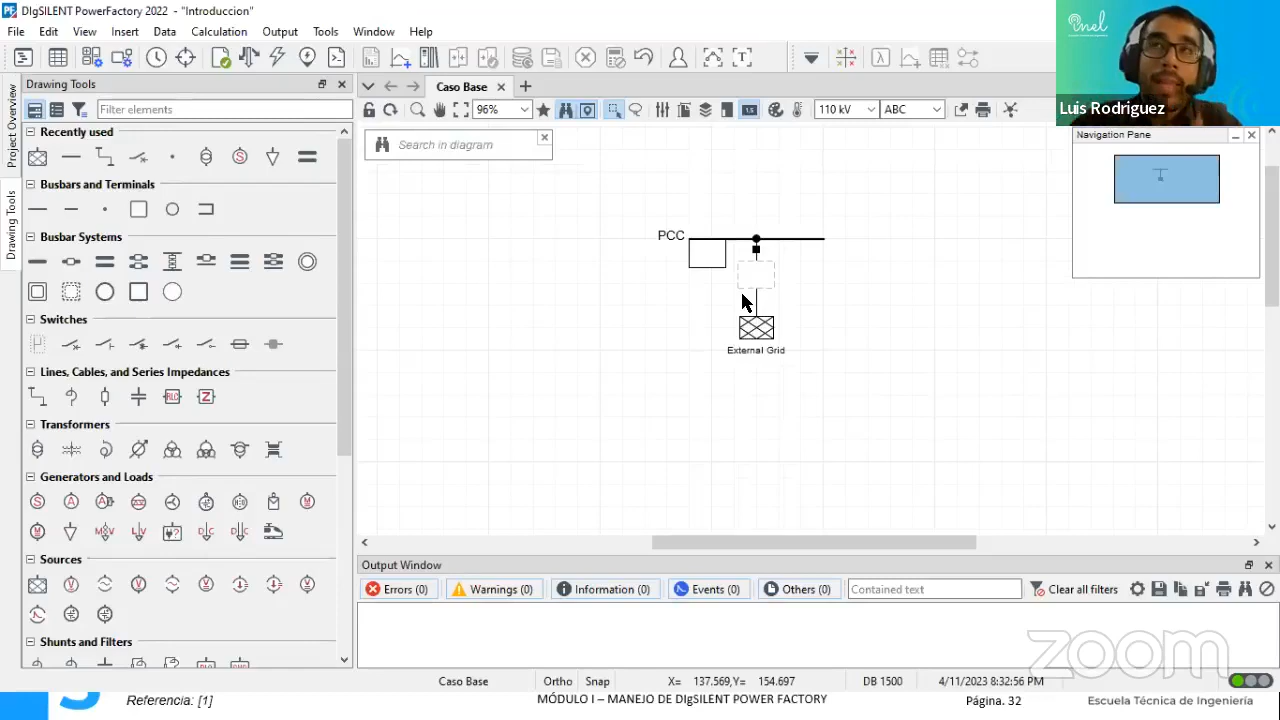 DIgSILENT PowerFactory 2022 - "Introduccion"
File Edit View Insert Data Calculation Output Tools Window Help
inel
Luis Rodriguez
Drawing Tools
Caso Base
Filter elements
96%
110 kV
ABC
Project Overview
Drawing Tools
Search in diagram
Navigation Pane
Recently used
Busbars and Terminals
Busbar Systems
Switches
Lines, Cables, and Series Impedances
Transformers
Generators and Loads
Sources
Shunts and Filters
PCC
External Grid
Output Window
Errors (0)
Warnings (0)
Information (0)
Events (0)
Others (0)
Contained text
Clear all filters
zoom
Caso Base
Ortho
Snap
X= 137.569,Y= 154.697
DB 1500
4/11/2023 8:32:56 PM
Referencia: [1]
MÓDULO I – MANEJO DE DIgSILENT POWER FACTORY
Página. 32
Escuela Técnica de Ingeniería